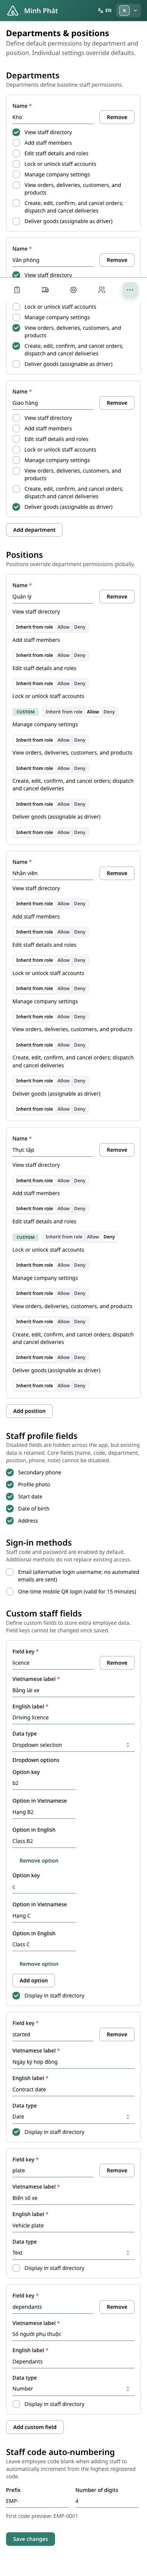 Minh Phát
EN
Departments & positions
Define default permissions by department and
position. Individual settings override defaults.
Departments
Departments define baseline staff permissions.
Name *
Kho
Remove
View staff directory
Add staff members
Edit staff details and roles
Lock or unlock staff accounts
Manage company settings
View orders, deliveries, customers, and
products
Create, edit, confirm, and cancel orders;
dispatch and cancel deliveries
Deliver goods (assignable as driver)
Name *
Văn phòng
Remove
View staff directory
Lock or unlock staff accounts
Manage company settings
View orders, deliveries, customers, and
products
Create, edit, confirm, and cancel orders;
dispatch and cancel deliveries
Deliver goods (assignable as driver)
Name *
Giao hàng
Remove
View staff directory
Add staff members
Edit staff details and roles
Lock or unlock staff accounts
Manage company settings
View orders, deliveries, customers, and
products
Create, edit, confirm, and cancel orders;
dispatch and cancel deliveries
Deliver goods (assignable as driver)
Add department
Positions
Positions override department permissions globally.
Name *
Quản lý
Remove
View staff directory
Inherit from role Allow Deny
Add staff members
Inherit from role Allow Deny
Edit staff details and roles
Inherit from role Allow Deny
Lock or unlock staff accounts
CUSTOM Inherit from role Allow Deny
Manage company settings
Inherit from role Allow Deny
View orders, deliveries, customers, and products
Inherit from role Allow Deny
Create, edit, confirm, and cancel orders; dispatch
and cancel deliveries
Inherit from role Allow Deny
Deliver goods (assignable as driver)
Inherit from role Allow Deny
Name *
Nhân viên
Remove
View staff directory
Inherit from role Allow Deny
Add staff members
Inherit from role Allow Deny
Edit staff details and roles
Inherit from role Allow Deny
Lock or unlock staff accounts
Inherit from role Allow Deny
Manage company settings
Inherit from role Allow Deny
View orders, deliveries, customers, and products
Inherit from role Allow Deny
Create, edit, confirm, and cancel orders; dispatch
and cancel deliveries
Inherit from role Allow Deny
Deliver goods (assignable as driver)
Inherit from role Allow Deny
Name *
Thực tập
Remove
View staff directory
Inherit from role Allow Deny
Add staff members
Inherit from role Allow Deny
Edit staff details and roles
CUSTOM Inherit from role Allow Deny
Lock or unlock staff accounts
Inherit from role Allow Deny
Manage company settings
Inherit from role Allow Deny
View orders, deliveries, customers, and products
Inherit from role Allow Deny
Create, edit, confirm, and cancel orders; dispatch
and cancel deliveries
Inherit from role Allow Deny
Deliver goods (assignable as driver)
Inherit from role Allow Deny
Add position
Staff profile fields
Disabled fields are hidden across the app, but existing
data is retained. Core fields (name, code, department,
position, phone, notes) cannot be disabled.
Secondary phone
Profile photo
Start date
Date of birth
Address
Sign-in methods
Staff code and password are enabled by default.
Additional methods do not replace existing access.
Email (alternative login username; no automated
emails are sent)
One-time mobile QR login (valid for 15 minutes)
Custom staff fields
Define custom fields to store extra employee data.
Field keys cannot be changed once saved.
Field key *
licence
Remove
Vietnamese label *
Bằng lái xe
English label *
Driving licence
Data type
Dropdown selection
Dropdown options
Option key
b2
Option in Vietnamese
Hạng B2
Option in English
Class B2
Remove option
Option key
c
Option in Vietnamese
Hạng C
Option in English
Class C
Remove option
Add option
Display in staff directory
Field key *
started
Remove
Vietnamese label *
Ngày ký hợp đồng
English label *
Contract date
Data type
Date
Display in staff directory
Field key *
plate
Remove
Vietnamese label *
Biển số xe
English label *
Vehicle plate
Data type
Text
Display in staff directory
Field key *
dependants
Remove
Vietnamese label *
Số người phụ thuộc
English label *
Dependants
Data type
Number
Display in staff directory
Add custom field
Staff code auto-numbering
Leave employee code blank when adding staff to
automatically increment from the highest registered
code.
Prefix
Number of digits
EMP-
4
First code preview: EMP-0001
Save changes